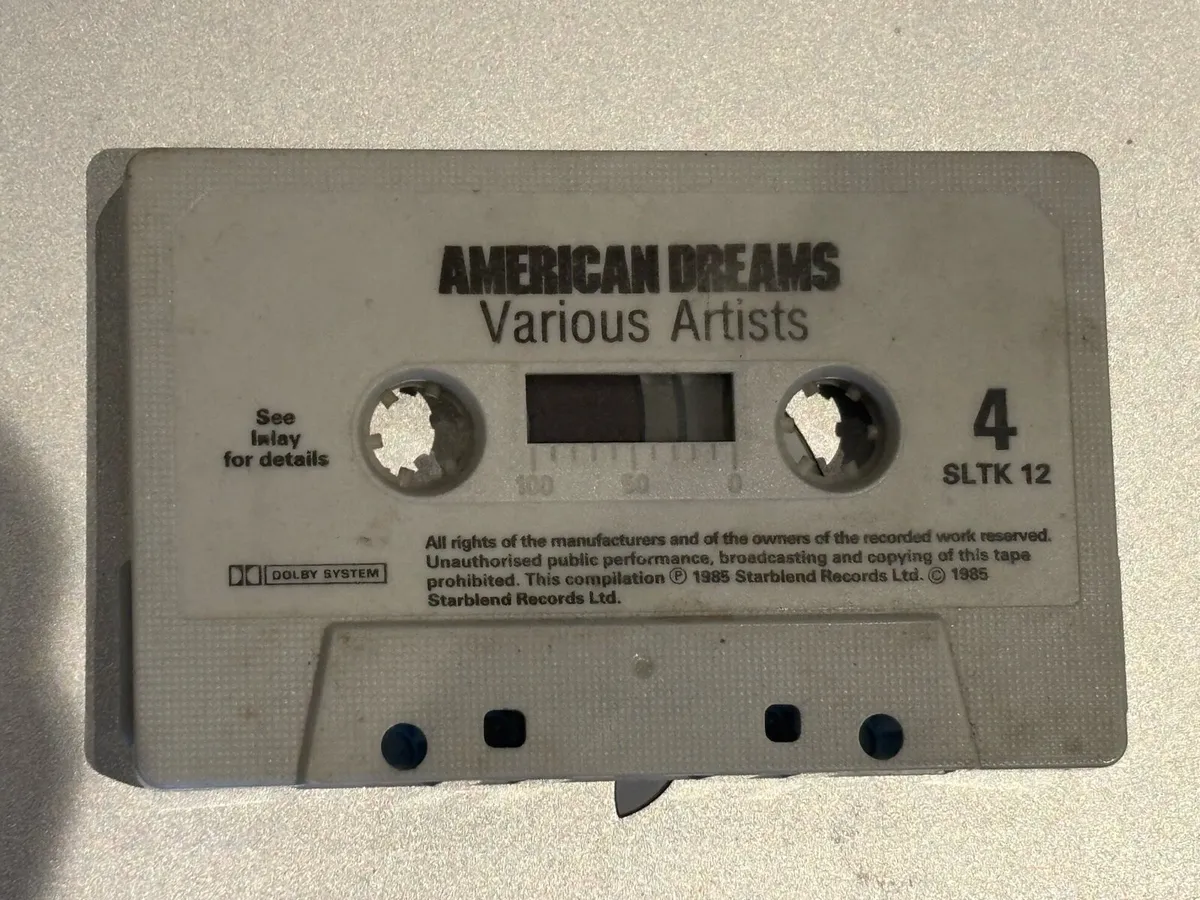 AMERICAN DREAMS
Various Artists
See
Inlay
for details
100 50 0
4
SLTK 12
All rights of the manufacturers and of the owners of the recorded work reserved.
Unauthorised public performance, broadcasting and copying of this tape
prohibited. This compilation ℗ 1985 Starblend Records Ltd. © 1985
Starblend Records Ltd.
DOLBY SYSTEM